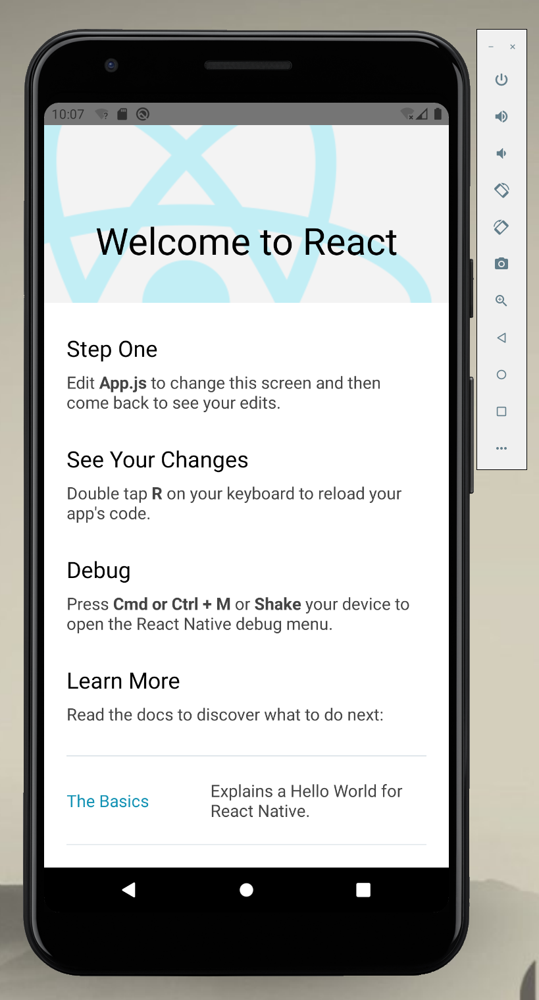 10:07
Welcome to React
Step One
Edit App.js to change this screen and then
come back to see your edits.
See Your Changes
Double tap R on your keyboard to reload your
app's code.
Debug
Press Cmd or Ctrl + M or Shake your device to
open the React Native debug menu.
Learn More
Read the docs to discover what to do next:
The Basics
Explains a Hello World for
React Native.